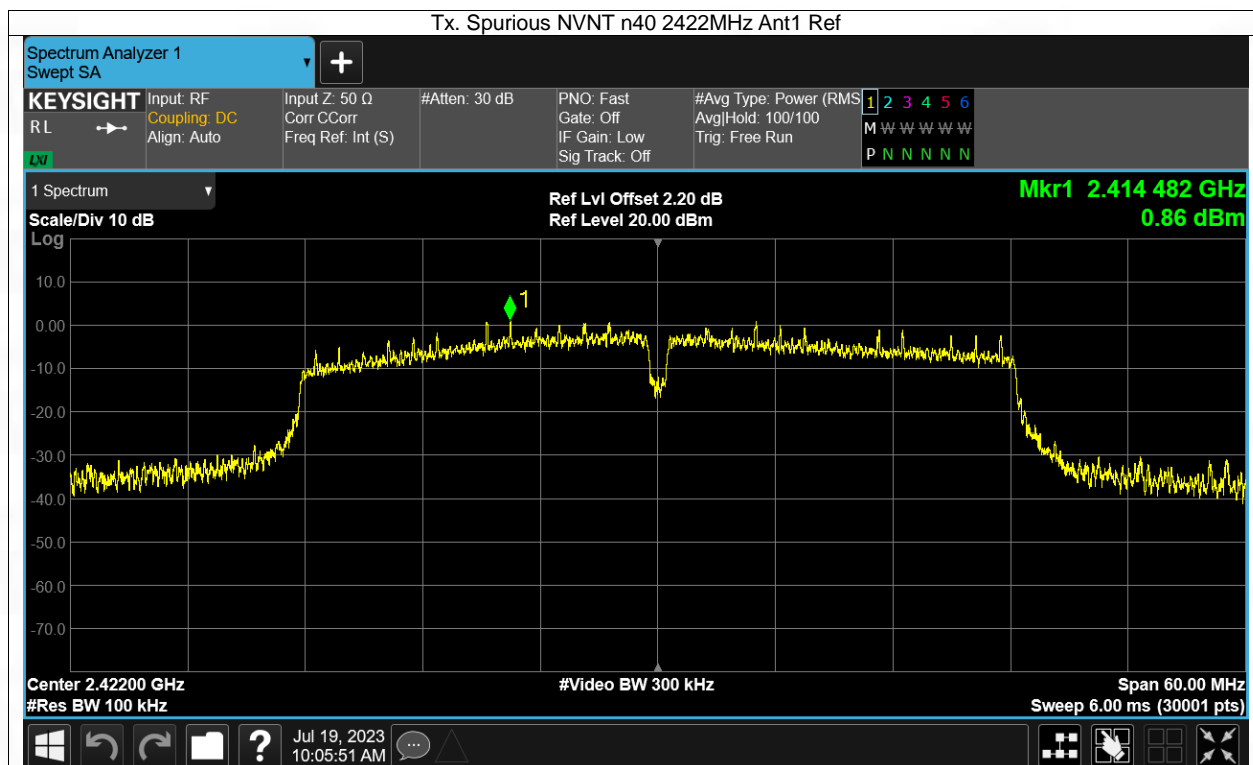 Tx. Spurious NVNT n40 2422MHz Ant1 Ref
Spectrum Analyzer 1
Swept SA
KEYSIGHT
RL
LXI
Input: RF
Coupling: DC
Align: Auto
Input Z: 50 Ω
Corr CCorr
Freq Ref: Int (S)
#Atten: 30 dB
PNO: Fast
Gate: Off
IF Gain: Low
Sig Track: Off
#Avg Type: Power (RMS
Avg|Hold: 100/100
Trig: Free Run
1 2 3 4 5 6
M W W W W W
P N N N N N
1 Spectrum
Scale/Div 10 dB
Log
Ref Lvl Offset 2.20 dB
Ref Level 20.00 dBm
Mkr1 2.414 482 GHz
0.86 dBm
1
10.0
0.00
-10.0
-20.0
-30.0
-40.0
-50.0
-60.0
-70.0
Center 2.42200 GHz
#Res BW 100 kHz
#Video BW 300 kHz
Span 60.00 MHz
Sweep 6.00 ms (30001 pts)
Jul 19, 2023
10:05:51 AM